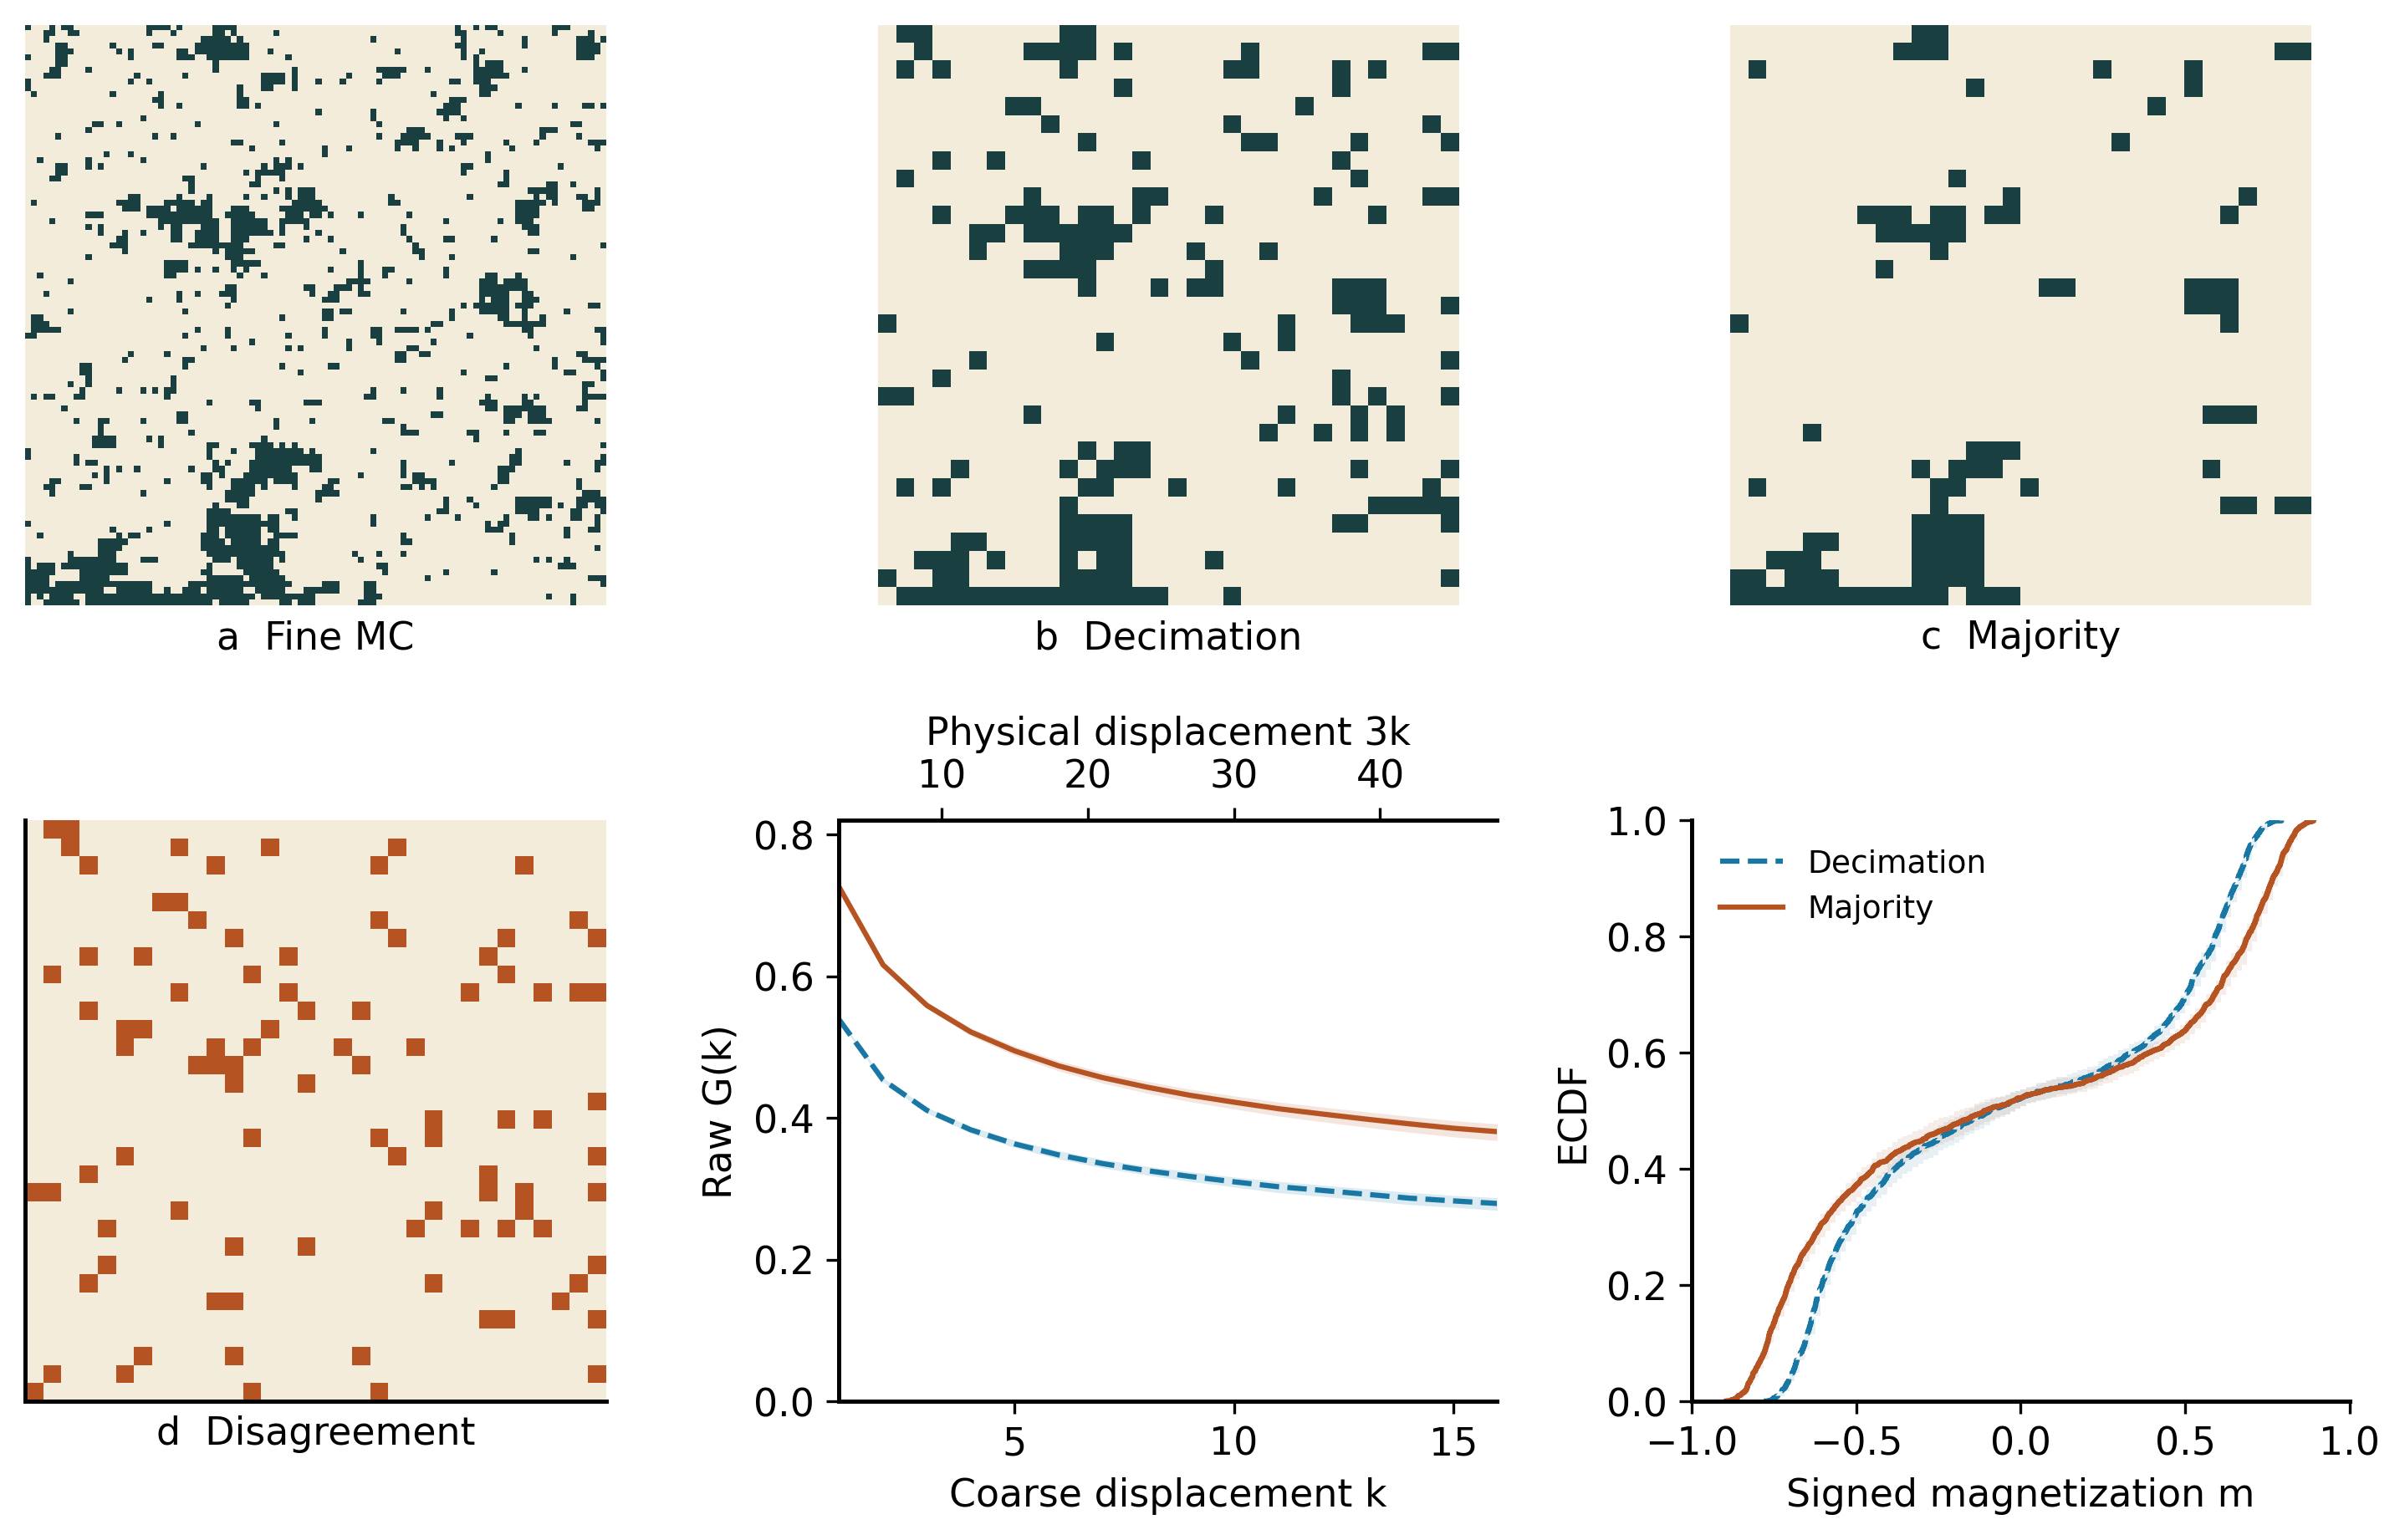 a  Fine MC
b  Decimation
c  Majority
d  Disagreement
Physical displacement 3k
10 20 30 40
0.8
0.6
0.4
0.2
0.0
Raw G(k)
5 10 15
Coarse displacement k
1.0
0.8
0.6
0.4
0.2
0.0
ECDF
Decimation
Majority
−1.0 −0.5 0.0 0.5 1.0
Signed magnetization m